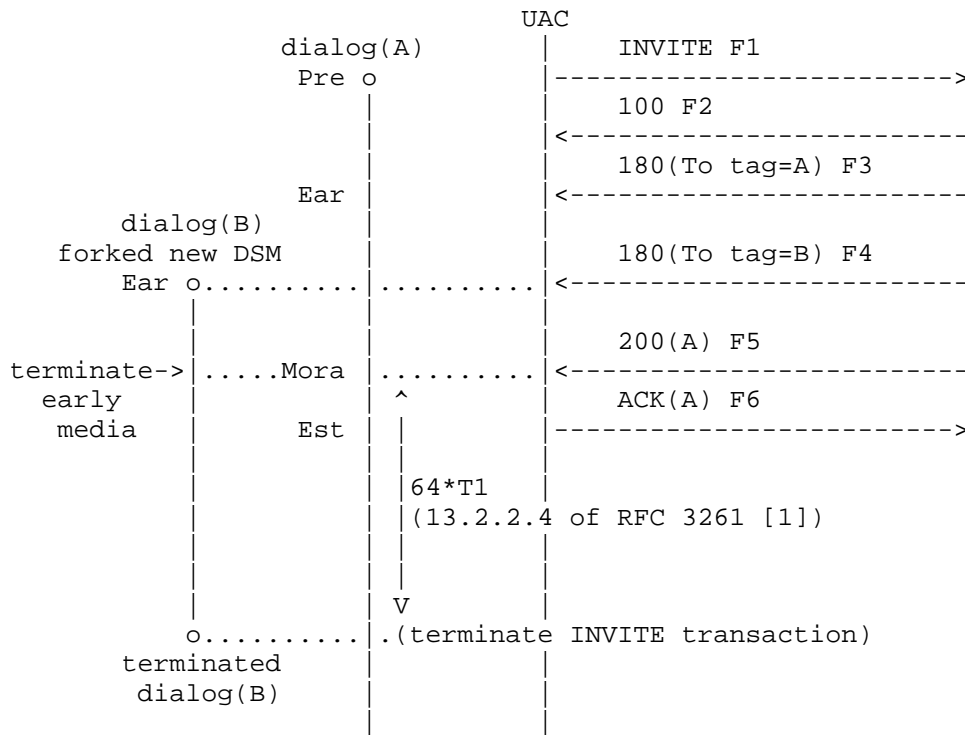 UAC
dialog(A) INVITE F1
Pre
100 F2
180(To tag=A) F3
Ear
dialog(B)
forked new DSM 180(To tag=B) F4
Ear
200(A) F5
terminate-> Mora
early ACK(A) F6
media Est
64*T1
(13.2.2.4 of RFC 3261 [1])
(terminate INVITE transaction)
terminated
dialog(B)